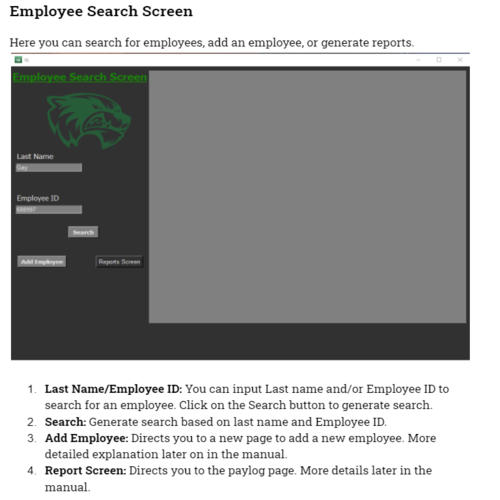 Employee Search Screen
Here you can search for employees, add an employee, or generate reports.
Employee Search Screen
Last Name
Gay
Employee ID
Search
Add Employee
Reports Screen
1. Last Name/Employee ID: You can input Last name and/or Employee ID to
search for an employee. Click on the Search button to generate search.
2. Search: Generate search based on last name and Employee ID.
3. Add Employee: Directs you to a new page to add a new employee. More
detailed explanation later on in the manual.
4. Report Screen: Directs you to the paylog page. More details later in the
manual.